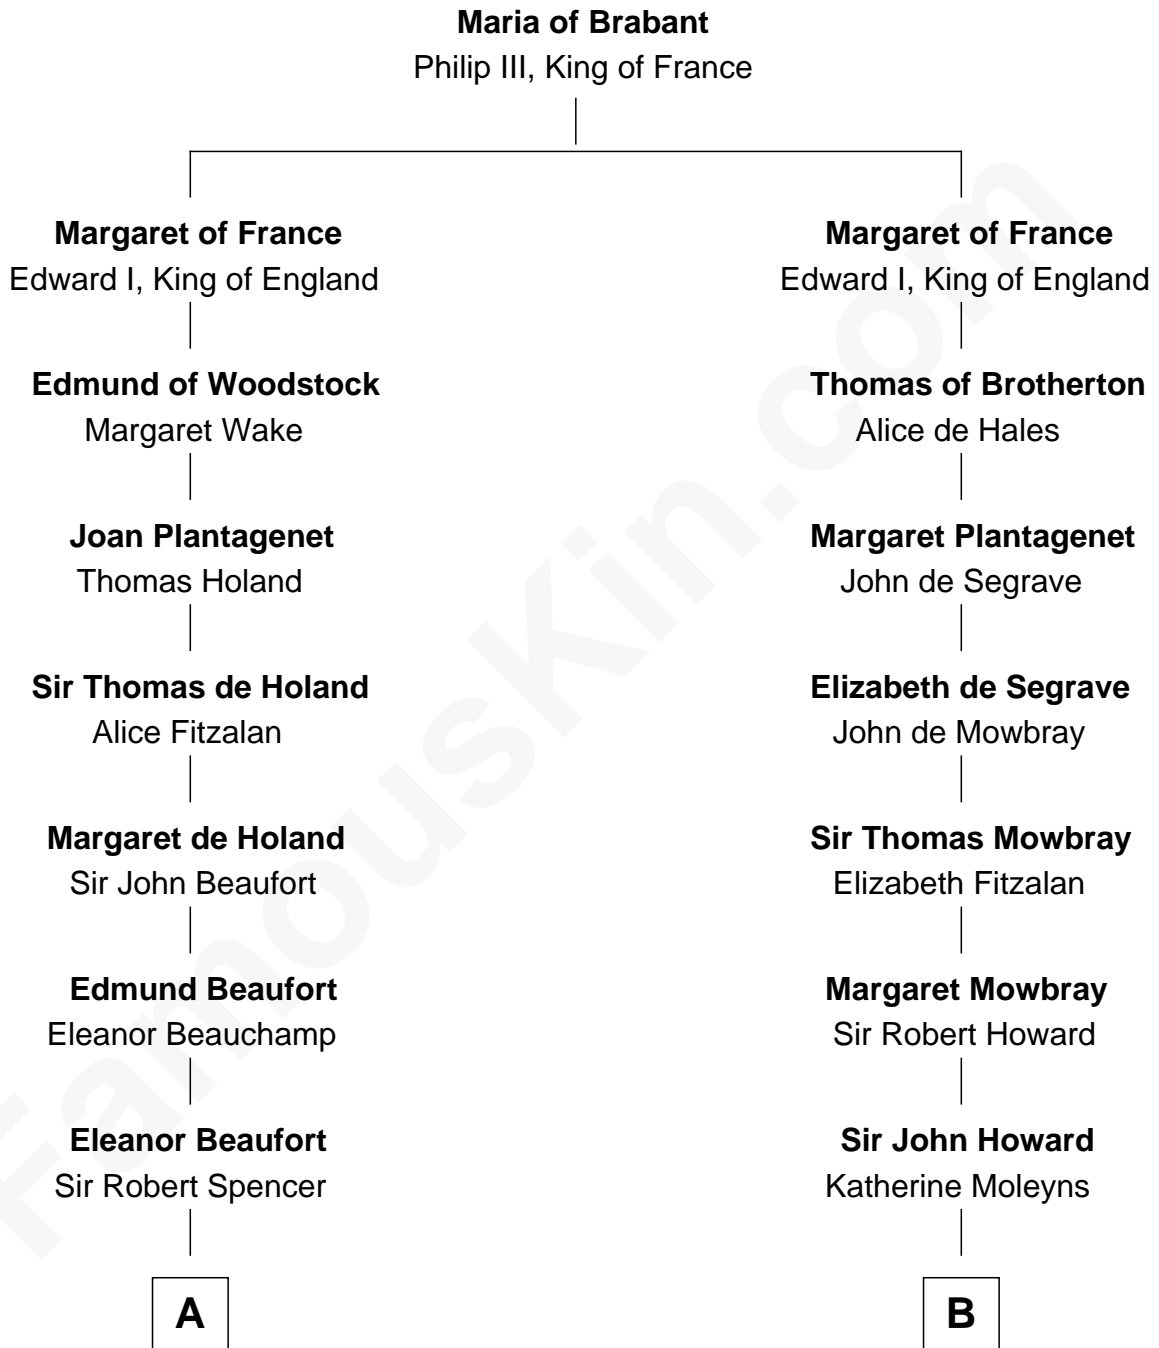 Maria of Brabant
Philip III, King of France
Margaret of France
Edward I, King of England
Edmund of Woodstock
Margaret Wake
Joan Plantagenet
Thomas Holand
Sir Thomas de Holand
Alice Fitzalan
Margaret de Holand
Sir John Beaufort
Edmund Beaufort
Eleanor Beauchamp
Eleanor Beaufort
Sir Robert Spencer
A
Margaret of France
Edward I, King of England
Thomas of Brotherton
Alice de Hales
Margaret Plantagenet
John de Segrave
Elizabeth de Segrave
John de Mowbray
Sir Thomas Mowbray
Elizabeth Fitzalan
Margaret Mowbray
Sir Robert Howard
Sir John Howard
Katherine Moleyns
B
FamousKin.com